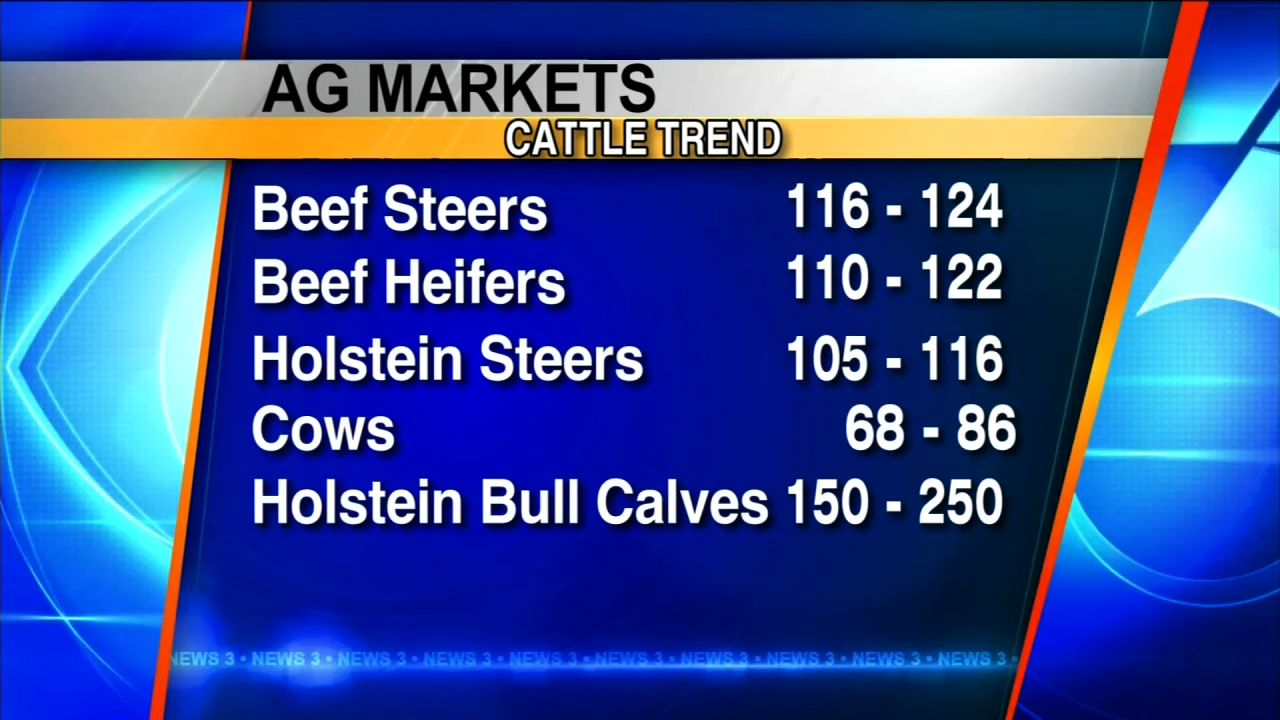 AG MARKETS
CATTLE TREND
Beef Steers 116 - 124
Beef Heifers 110 - 122
Holstein Steers 105 - 116
Cows 68 - 86
Holstein Bull Calves 150 - 250
NEWS 3 • NEWS 3 • NEWS 3 • NEWS 3 • NEWS 3 • NEWS 3 • NEWS 3 • NEWS 3 • NEWS 3 • NEWS 3 •